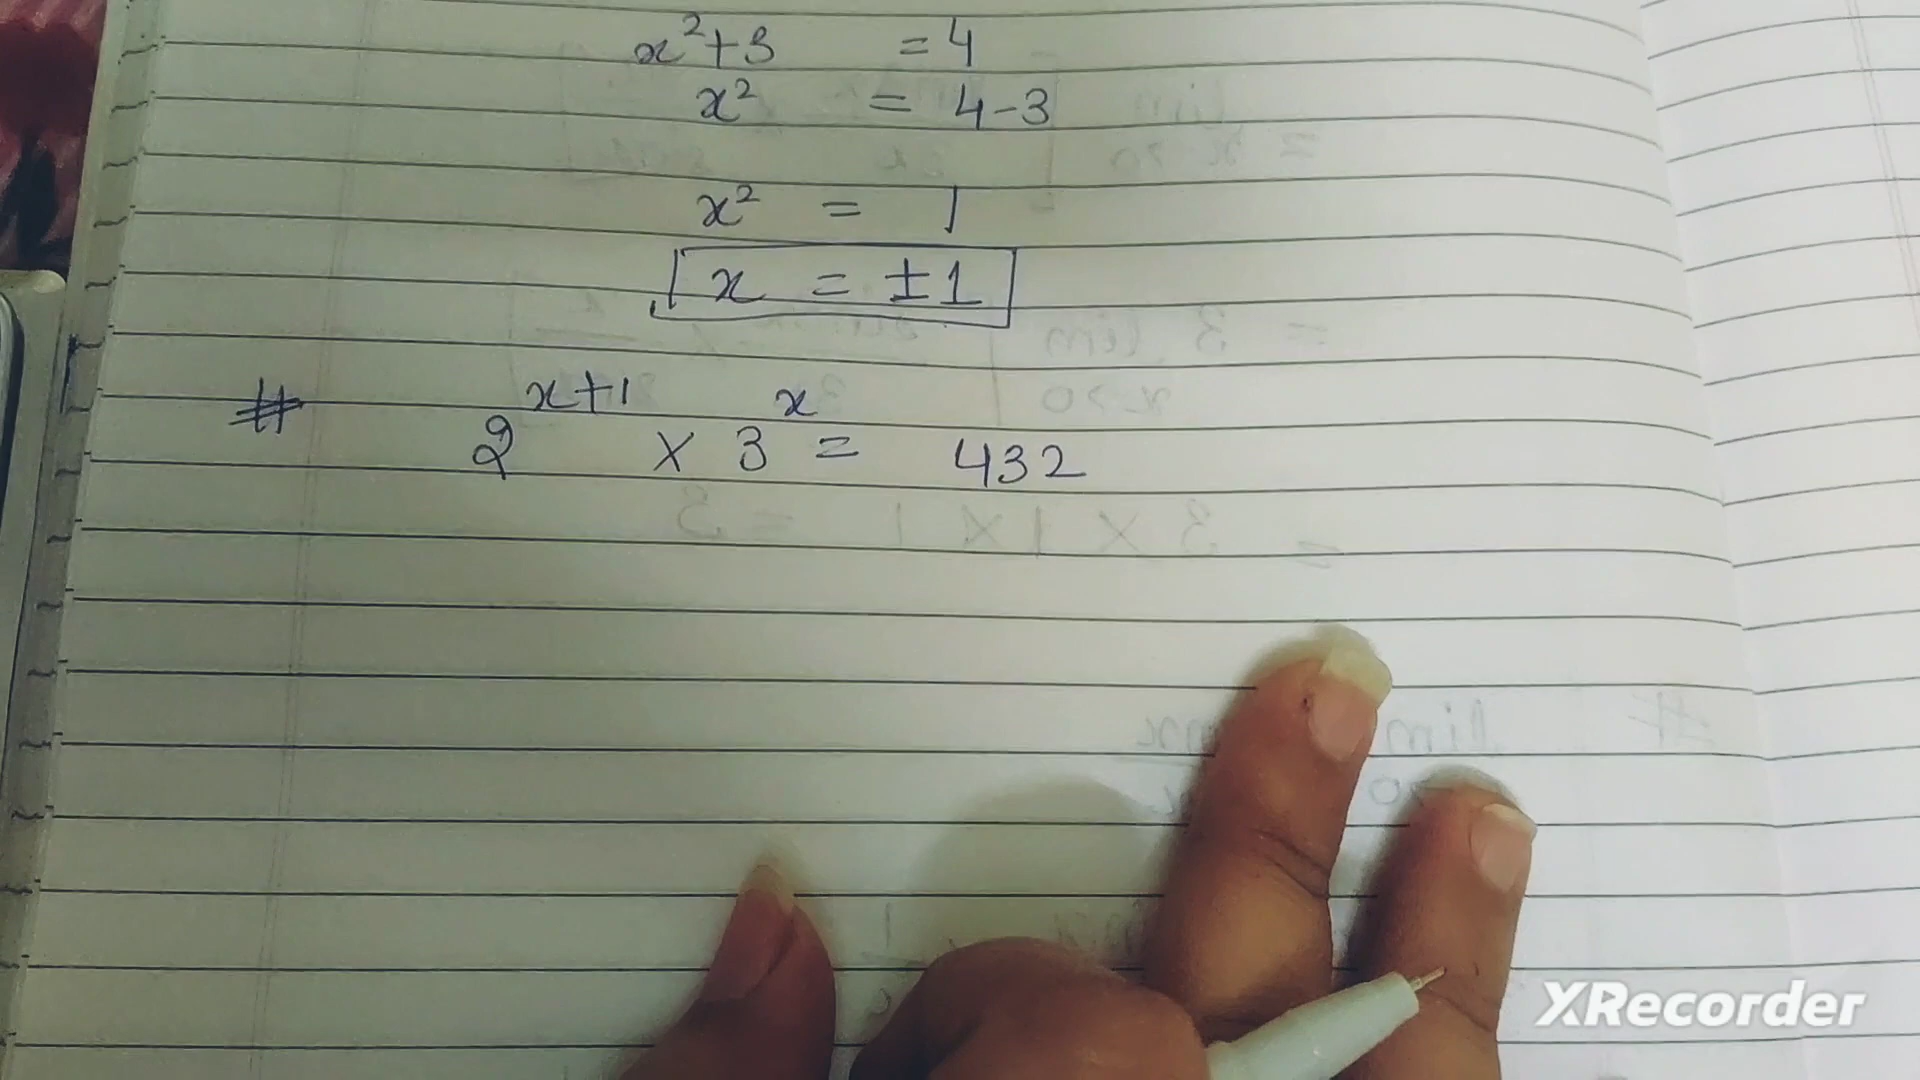 x²+3 = 4
x² = 4-3
x² = 1
x = ±1
# 2^{x+1} × 3^x = 432
XRecorder